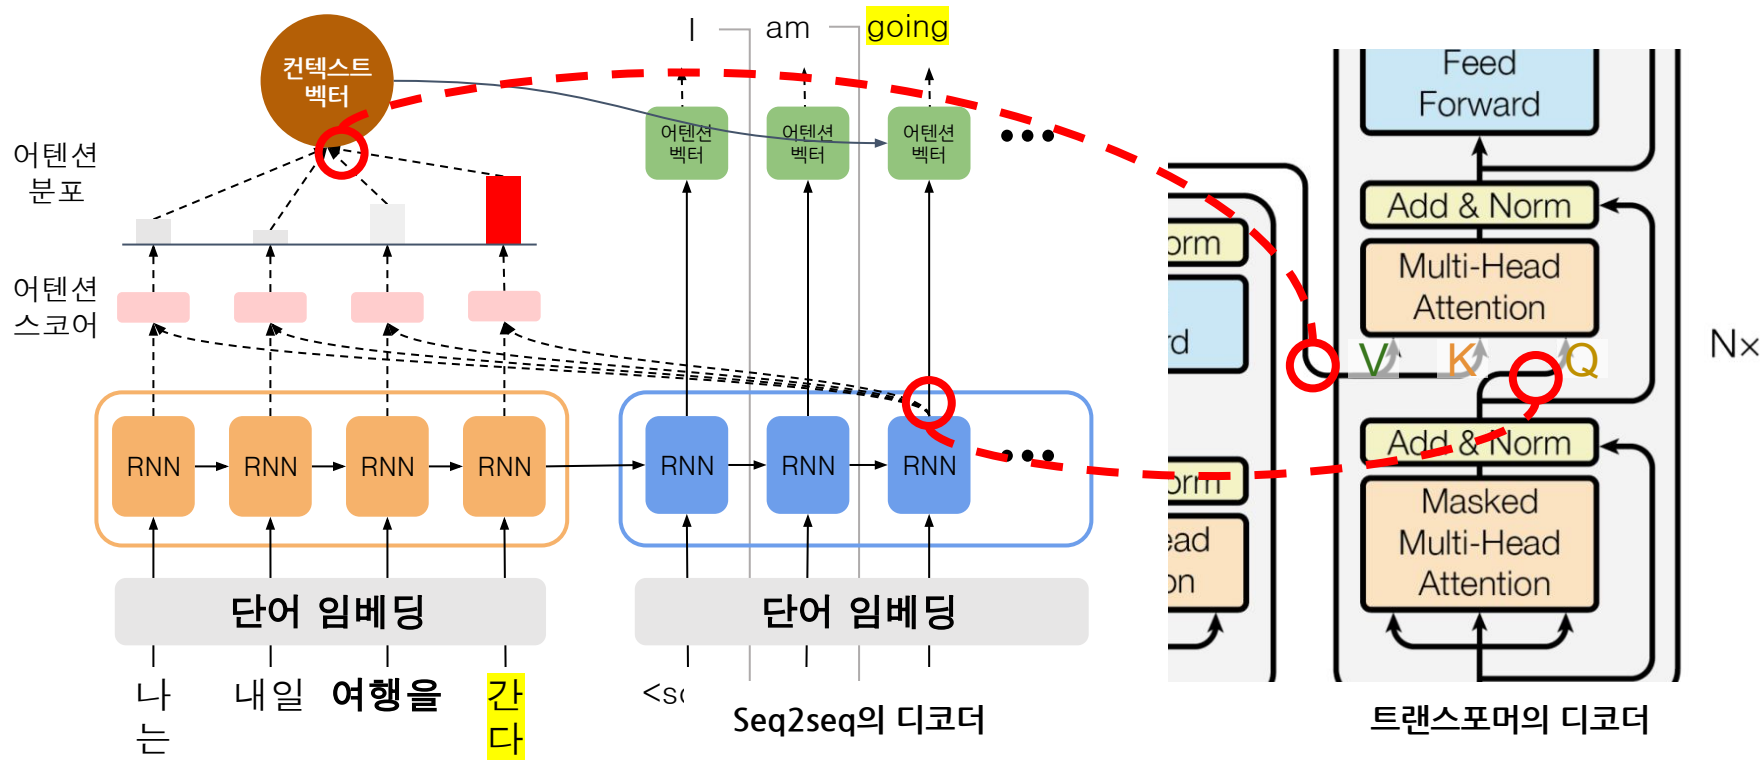 I am going
컨텍스트
벡터
어텐션
분포
어텐션
벡터
어텐션
벡터
어텐션
벡터
어텐션
스코어
RNN RNN RNN RNN
RNN RNN RNN
단어 임베딩
단어 임베딩
나
는
내일
여행을
간
다
Seq2seq의 디코더
Feed
Forward
Add & Norm
Multi-Head
Attention
V K Q
N×
Add & Norm
Masked
Multi-Head
Attention
트랜스포머의 디코더